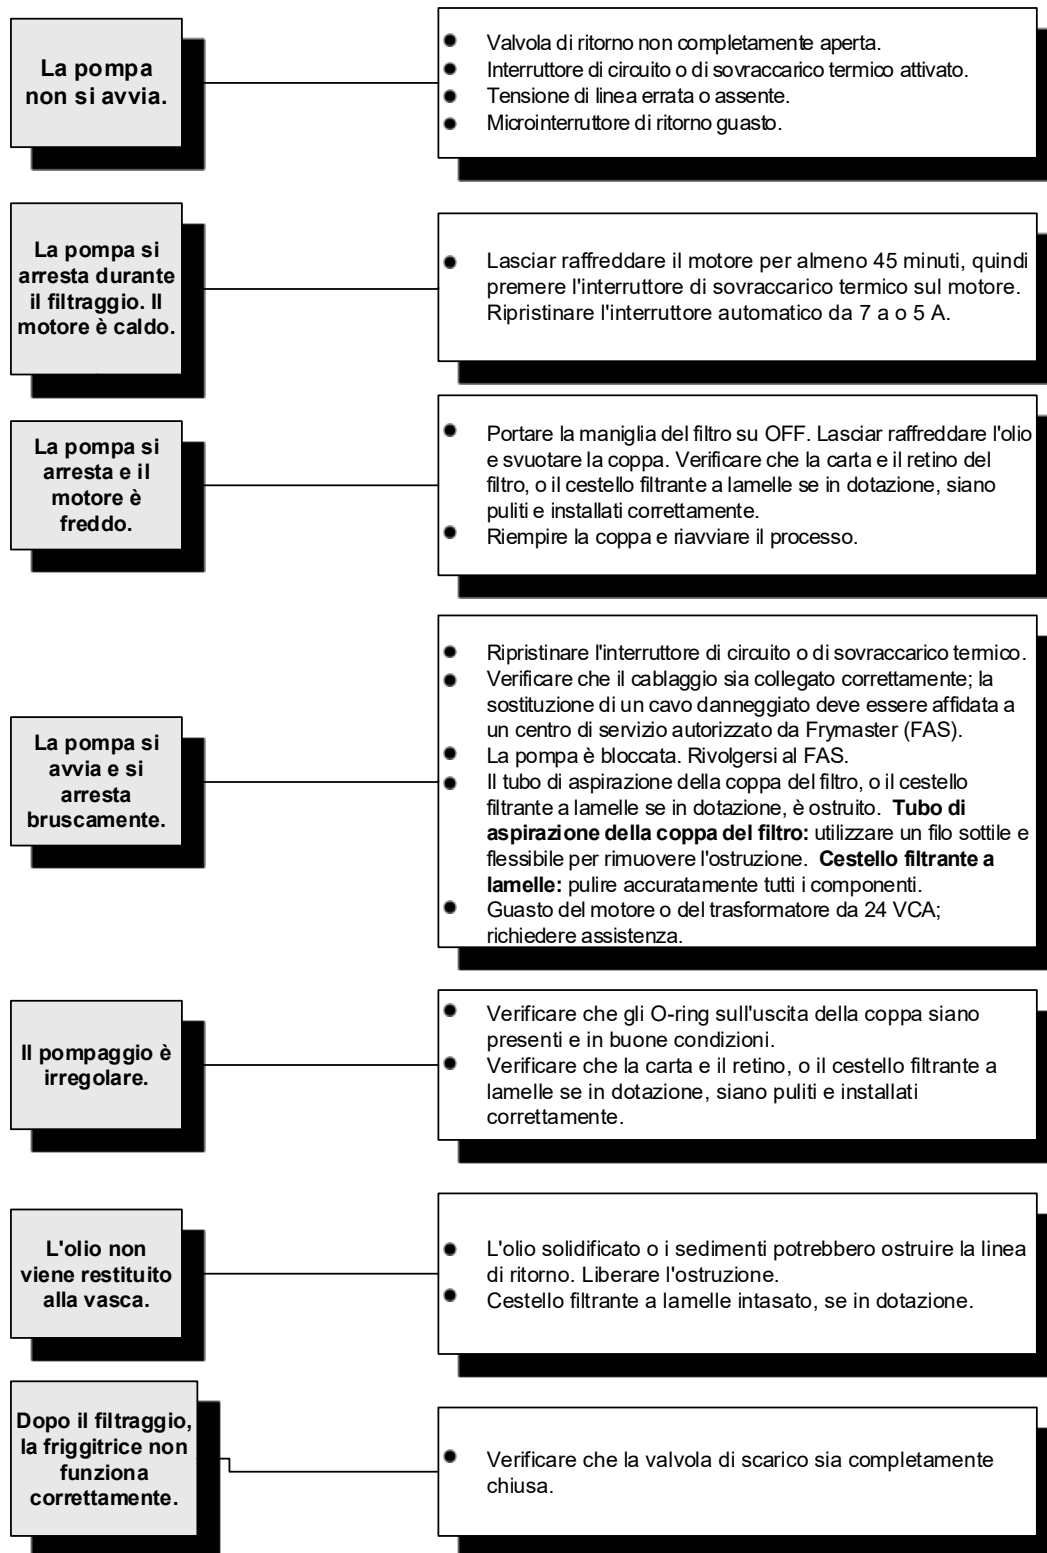 La pompa
non si avvia.
Valvola di ritorno non completamente aperta.
Interruttore di circuito o di sovraccarico termico attivato.
Tensione di linea errata o assente.
Microinterruttore di ritorno guasto.
La pompa si
arresta durante
il filtraggio. Il
motore è caldo.
Lasciar raffreddare il motore per almeno 45 minuti, quindi
premere l'interruttore di sovraccarico termico sul motore.
Ripristinare l'interruttore automatico da 7 a o 5 A.
La pompa si
arresta e il
motore è
freddo.
Portare la maniglia del filtro su OFF. Lasciar raffreddare l'olio
e svuotare la coppa. Verificare che la carta e il retino del
filtro, o il cestello filtrante a lamelle se in dotazione, siano
puliti e installati correttamente.
Riempire la coppa e riavviare il processo.
La pompa si
avvia e si
arresta
bruscamente.
Ripristinare l'interruttore di circuito o di sovraccarico termico.
Verificare che il cablaggio sia collegato correttamente; la
sostituzione di un cavo danneggiato deve essere affidata a
un centro di servizio autorizzato da Frymaster (FAS).
La pompa è bloccata. Rivolgersi al FAS.
Il tubo di aspirazione della coppa del filtro, o il cestello
filtrante a lamelle se in dotazione, è ostruito. Tubo di
aspirazione della coppa del filtro: utilizzare un filo sottile e
flessibile per rimuovere l'ostruzione. Cestello filtrante a
lamelle: pulire accuratamente tutti i componenti.
Guasto del motore o del trasformatore da 24 VCA;
richiedere assistenza.
Il pompaggio è
irregolare.
Verificare che gli O-ring sull'uscita della coppa siano
presenti e in buone condizioni.
Verificare che la carta e il retino, o il cestello filtrante a
lamelle se in dotazione, siano puliti e installati
correttamente.
L'olio non
viene restituito
alla vasca.
L'olio solidificato o i sedimenti potrebbero ostruire la linea
di ritorno. Liberare l'ostruzione.
Cestello filtrante a lamelle intasato, se in dotazione.
Dopo il filtraggio,
la friggitrice non
funziona
correttamente.
Verificare che la valvola di scarico sia completamente
chiusa.